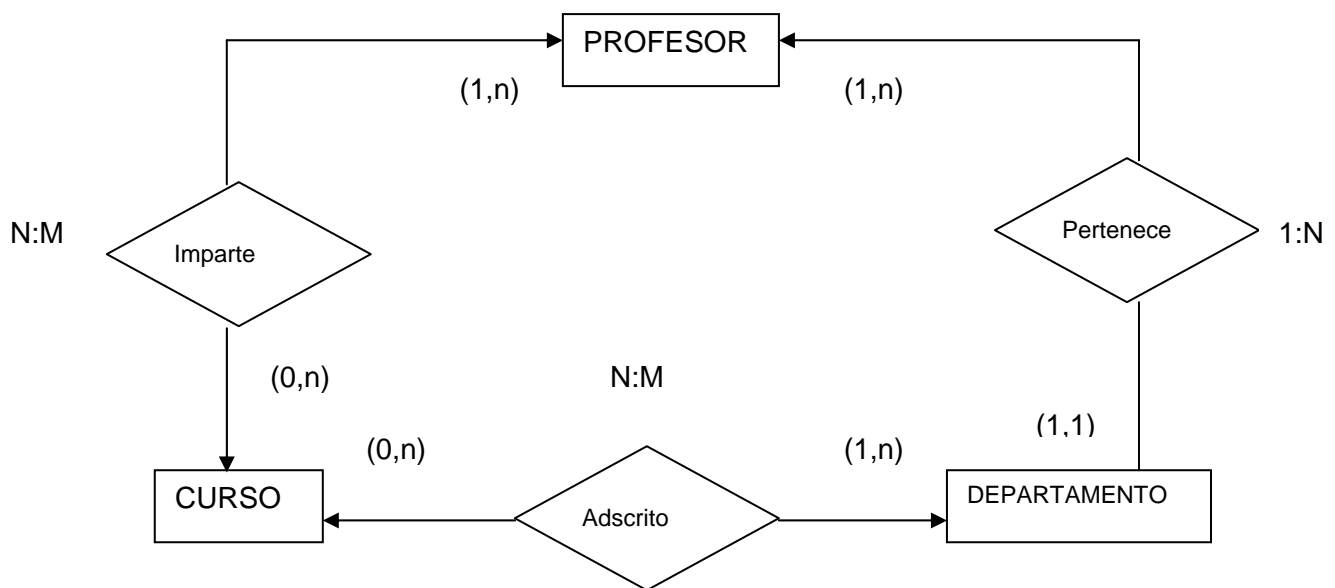 PROFESOR
(1,n)
(1,n)
N:M
Imparte
Pertenece
1:N
(0,n)
N:M
(0,n)
(1,n)
(1,1)
CURSO
Adscrito
DEPARTAMENTO